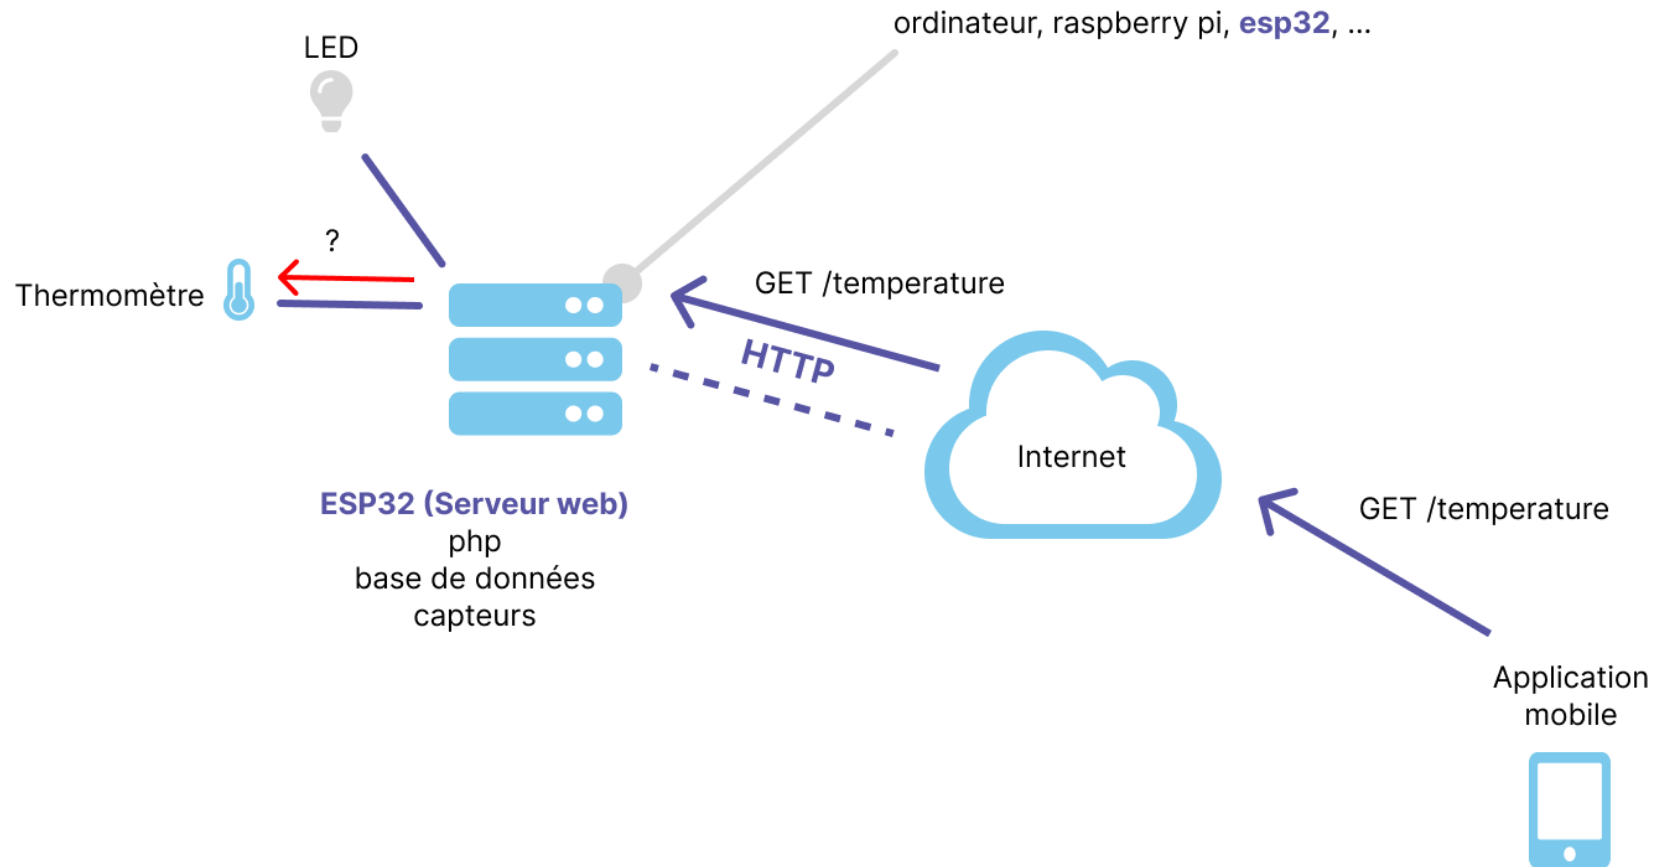 ordinateur, raspberry pi, esp32, ...
LED
?
Thermomètre
GET /temperature
HTTP
Internet
ESP32 (Serveur web)
php
base de données
capteurs
GET /temperature
Application
mobile